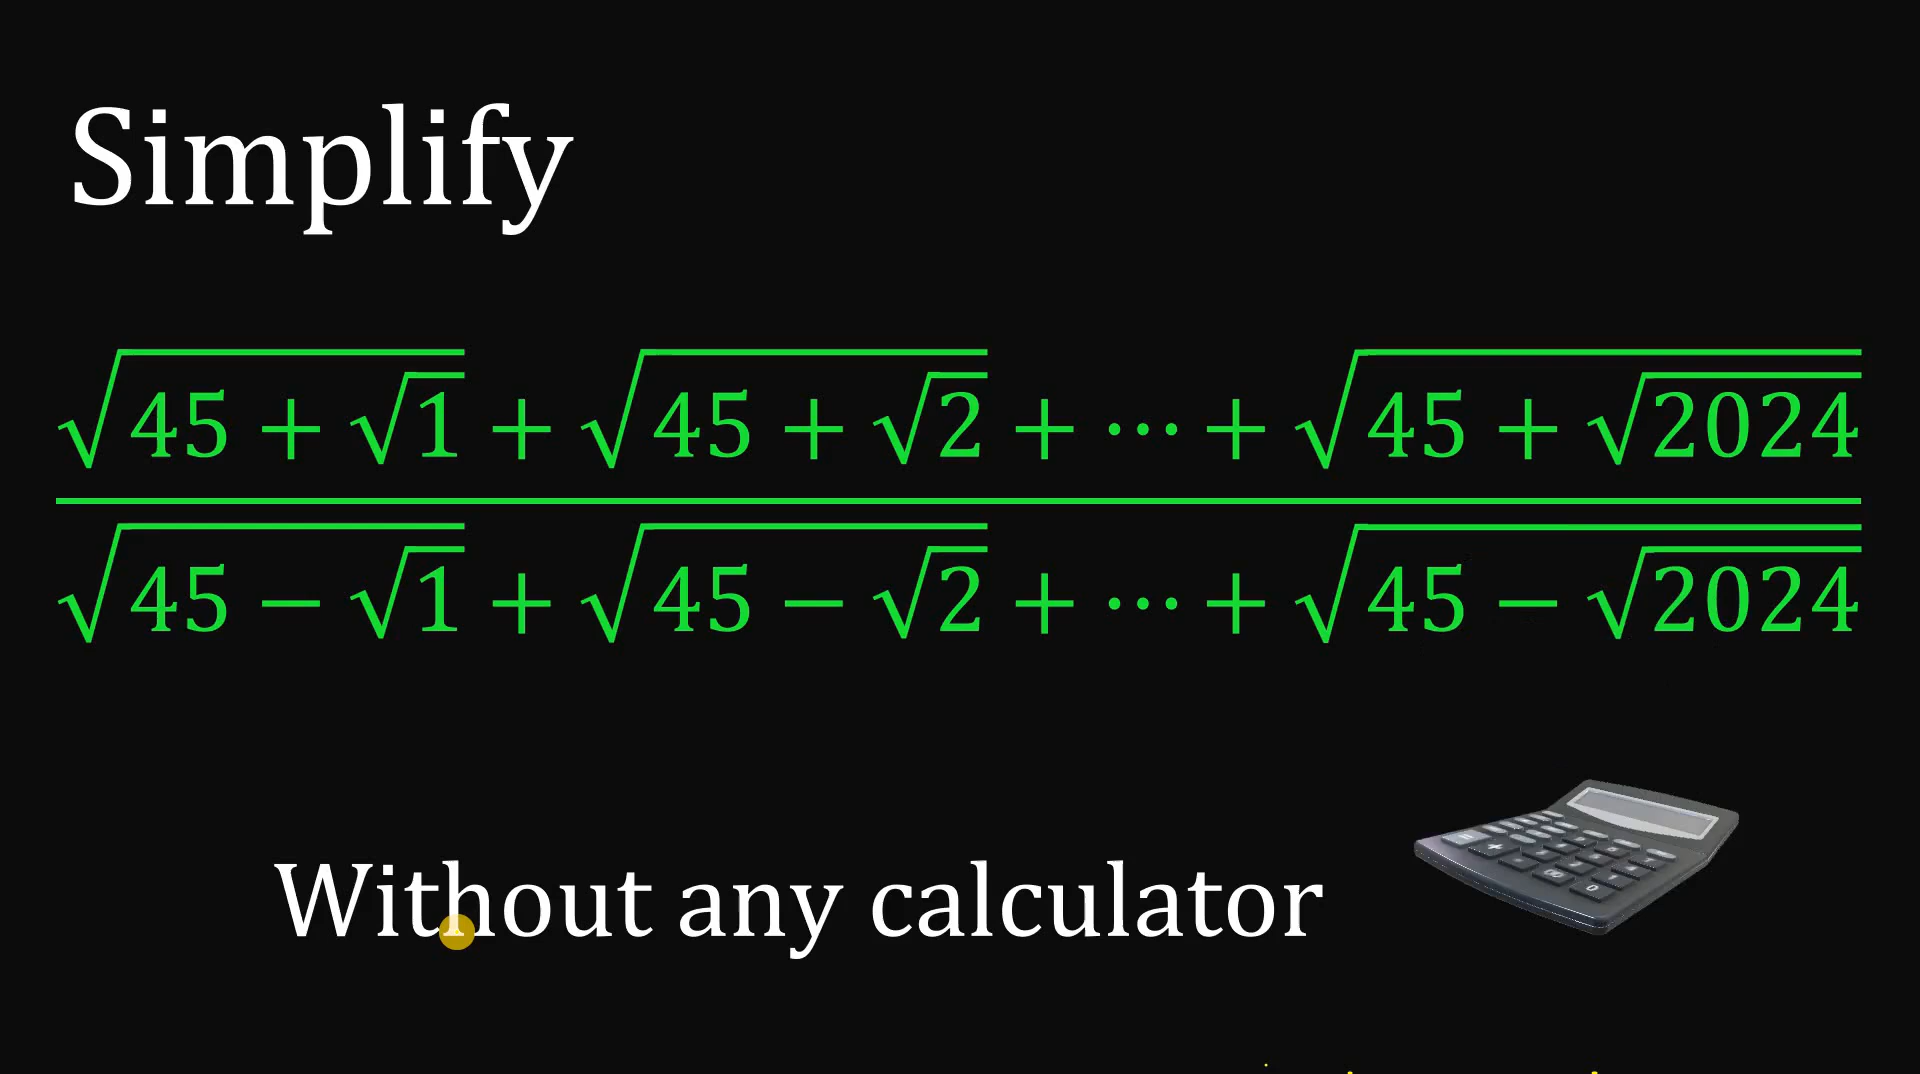 Simplify
√(45 + √1) + √(45 + √2) + ⋯ + √(45 + √2024)
√(45 − √1) + √(45 − √2) + ⋯ + √(45 − √2024)
Without any calculator